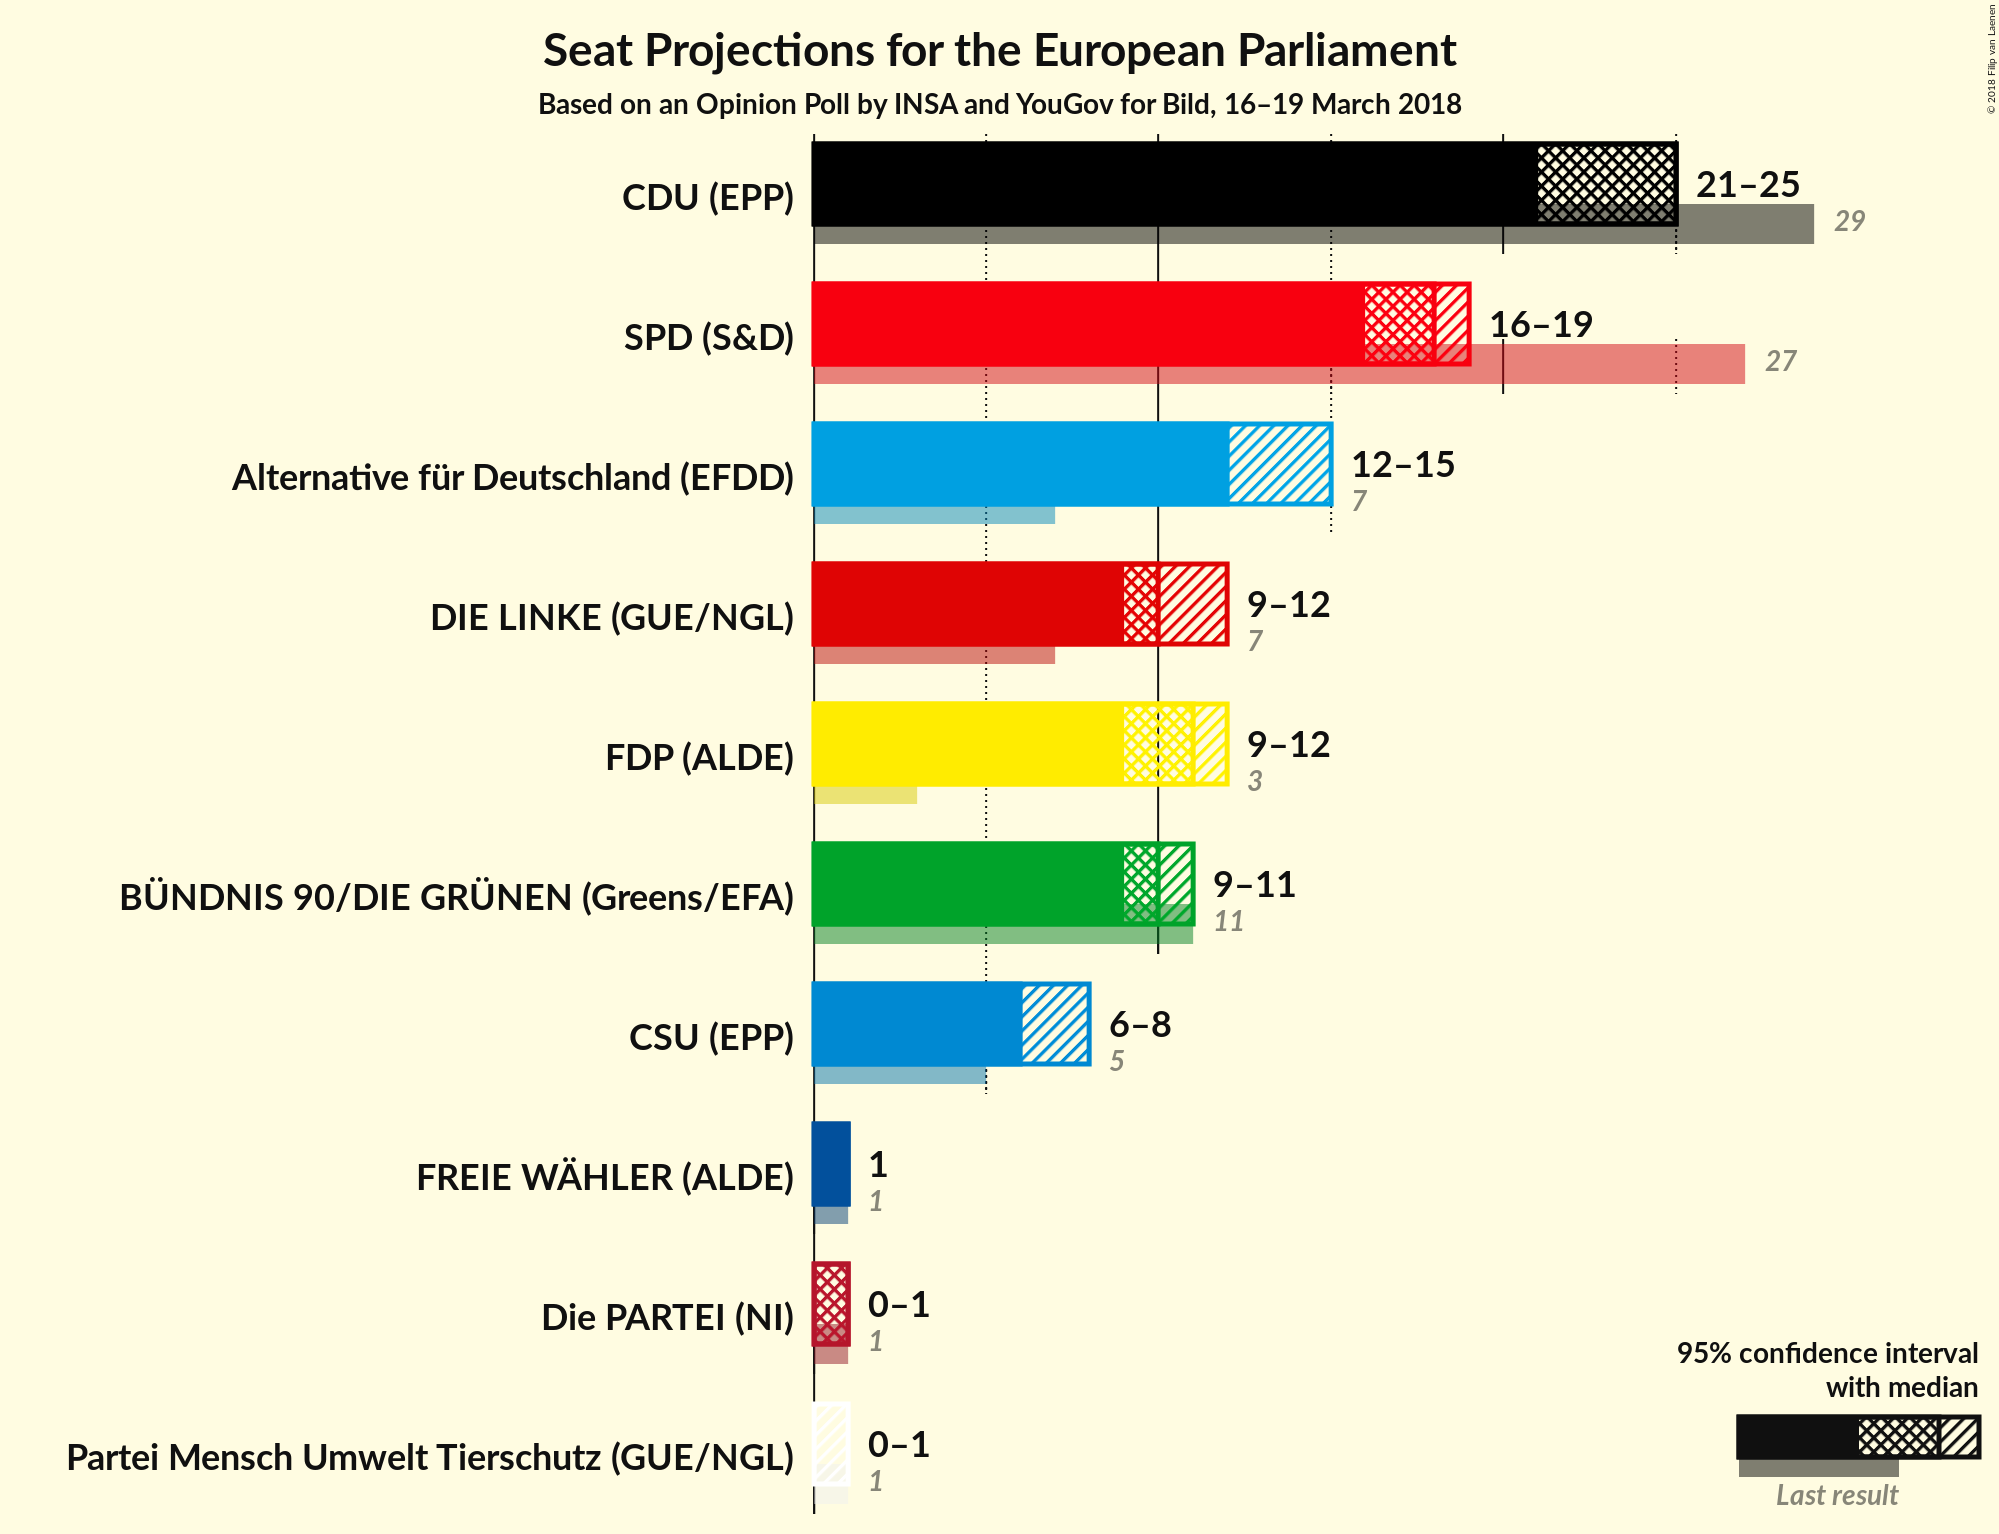 Seat Projections for the European Parliament
Based on an Opinion Poll by INSA and YouGov for Bild, 16–19 March 2018
© 2018 Filip van Laenen
CDU (EPP)
21–25
29
SPD (S&D)
16–19
27
Alternative für Deutschland (EFDD)
12–15
7
DIE LINKE (GUE/NGL)
9–12
7
FDP (ALDE)
9–12
3
BÜNDNIS 90/DIE GRÜNEN (Greens/EFA)
9–11
11
CSU (EPP)
6–8
5
FREIE WÄHLER (ALDE)
1
1
Die PARTEI (NI)
0–1
1
Partei Mensch Umwelt Tierschutz (GUE/NGL)
0–1
1
95% confidence interval
with median
Last result